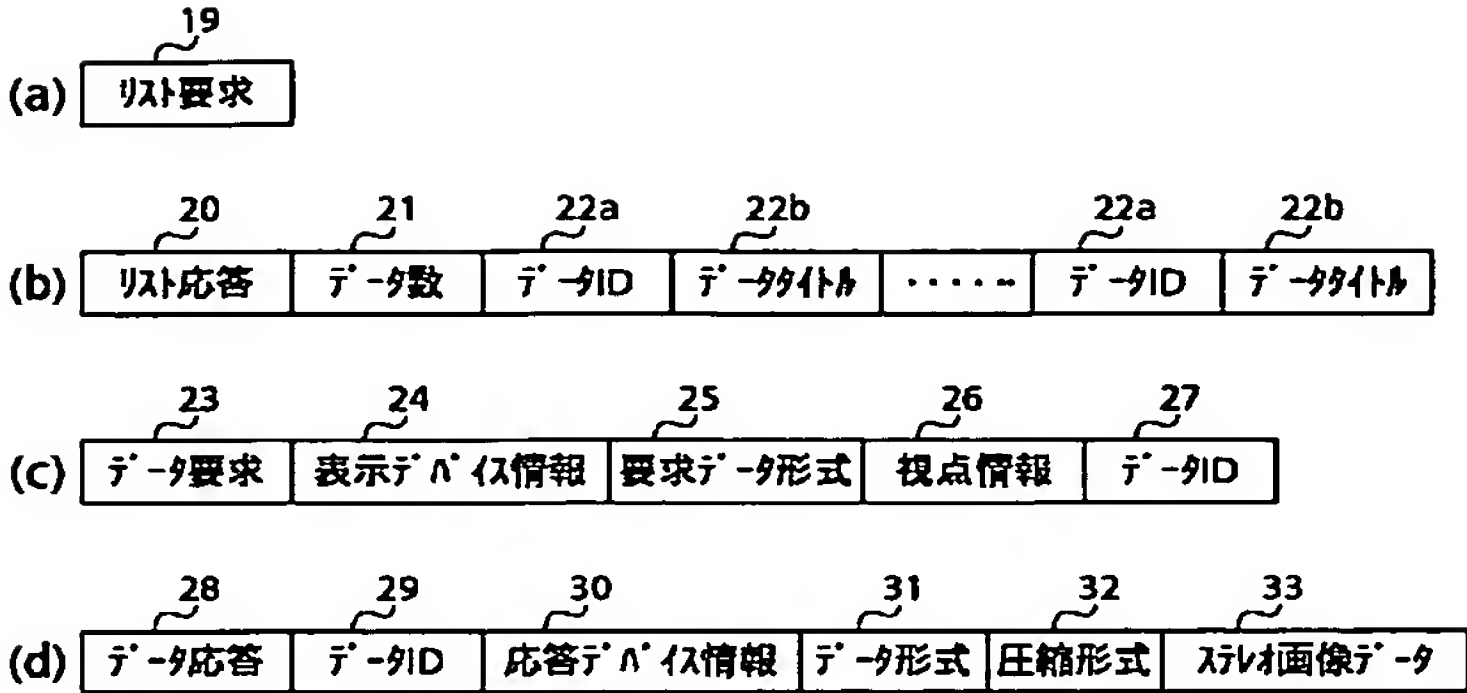 19
(a) リスト要求
20 21 22a 22b 22a 22b
(b) リスト応答 データ数 データID データタイトル ・・・・・ データID データタイトル
23 24 25 26 27
(c) データ要求 表示デバイス情報 要求データ形式 視点情報 データID
28 29 30 31 32 33
(d) データ応答 データID 応答デバイス情報 データ形式 圧縮形式 ステレオ画像データ